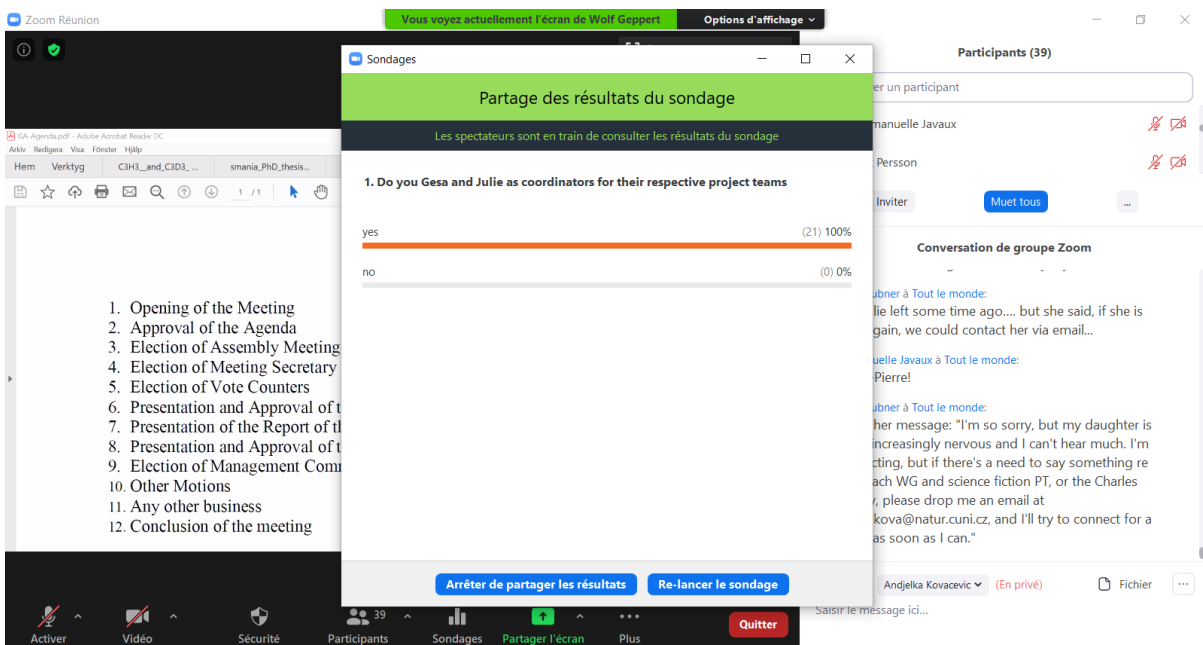 Zoom Réunion
Vous voyez actuellement l'écran de Wolf Geppert
Options d'affichage
GA-Agenda.pdf - Adobe Acrobat Reader DC
Arkiv Redigera Visa Fönster Hjälp
Hem Verktyg C3H3__and_C3D3_ ... smania_PhD_thesis...
1 / 1
1. Opening of the Meeting
2. Approval of the Agenda
3. Election of Assembly Meeting
4. Election of Meeting Secretary
5. Election of Vote Counters
6. Presentation and Approval of t
7. Presentation of the Report of th
8. Presentation and Approval of t
9. Election of Management Com
10. Other Motions
11. Any other business
12. Conclusion of the meeting
Sondages
Partage des résultats du sondage
Les spectateurs sont en train de consulter les résultats du sondage
1. Do you Gesa and Julie as coordinators for their respective project teams
yes (21) 100%
no (0) 0%
Arrêter de partager les résultats
Re-lancer le sondage
Participants (39)
er un participant
manuelle Javaux
Persson
Inviter
Muet tous
...
Conversation de groupe Zoom
ubner à Tout le monde:
lie left some time ago.... but she said, if she is
gain, we could contact her via email...
uelle Javaux à Tout le monde:
Pierre!
ubner à Tout le monde:
her message: "I'm so sorry, but my daughter is
increasingly nervous and I can't hear much. I'm
cting, but if there's a need to say something re
ach WG and science fiction PT, or the Charles
, please drop me an email at
kova@natur.cuni.cz, and I'll try to connect for a
as soon as I can."
Andjelka Kovacevic (En privé)
Fichier
Saisir le message ici...
Activer
Vidéo
Sécurité
39
Participants
Sondages
Partager l'écran
Plus
Quitter